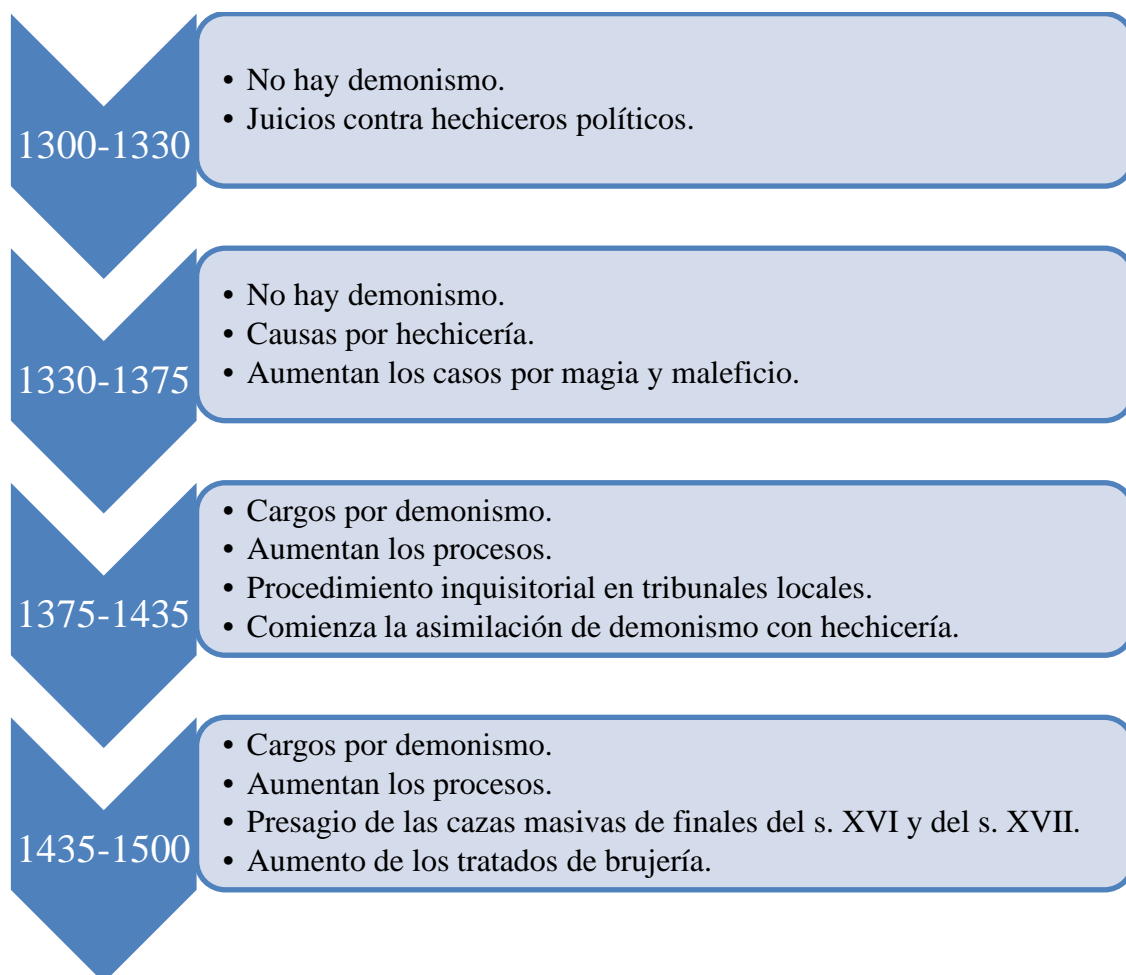 1300-1330
• No hay demonismo.
• Juicios contra hechiceros políticos.
1330-1375
• No hay demonismo.
• Causas por hechicería.
• Aumentan los casos por magia y maleficio.
1375-1435
• Cargos por demonismo.
• Aumentan los procesos.
• Procedimiento inquisitorial en tribunales locales.
• Comienza la asimilación de demonismo con hechicería.
1435-1500
• Cargos por demonismo.
• Aumentan los procesos.
• Presagio de las cazas masivas de finales del s. XVI y del s. XVII.
• Aumento de los tratados de brujería.